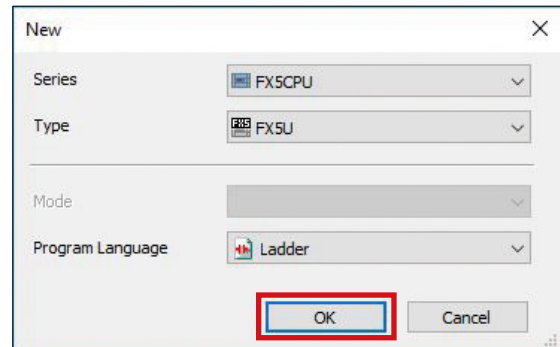 New
Series FX5CPU
Type FX5U
Mode
Program Language Ladder
OK Cancel